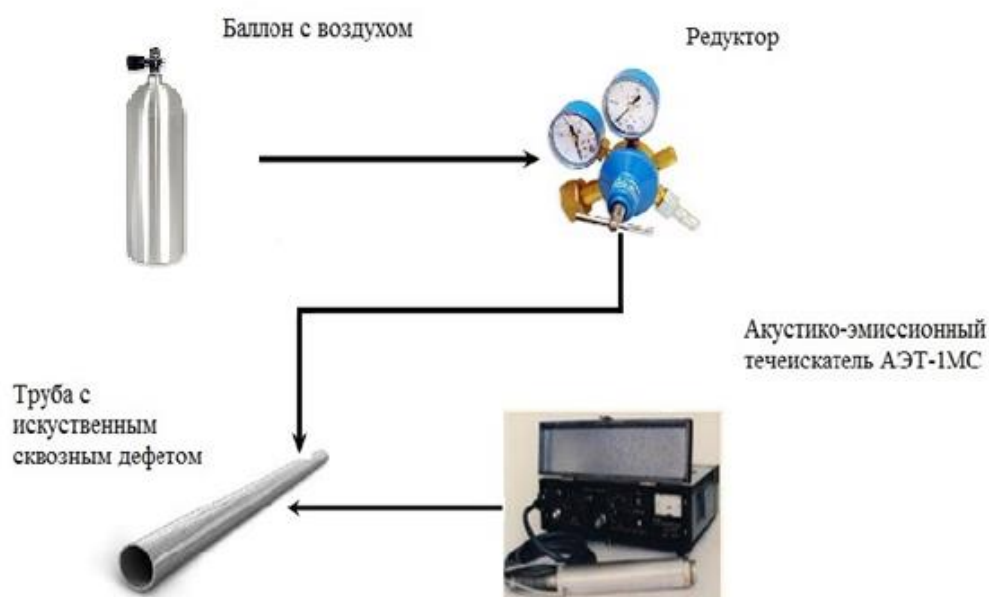 Баллон с воздухом
Редуктор
Акустико-эмиссионный
течеискатель АЭТ-1МС
Труба с
искуственным
сквозным дефетом